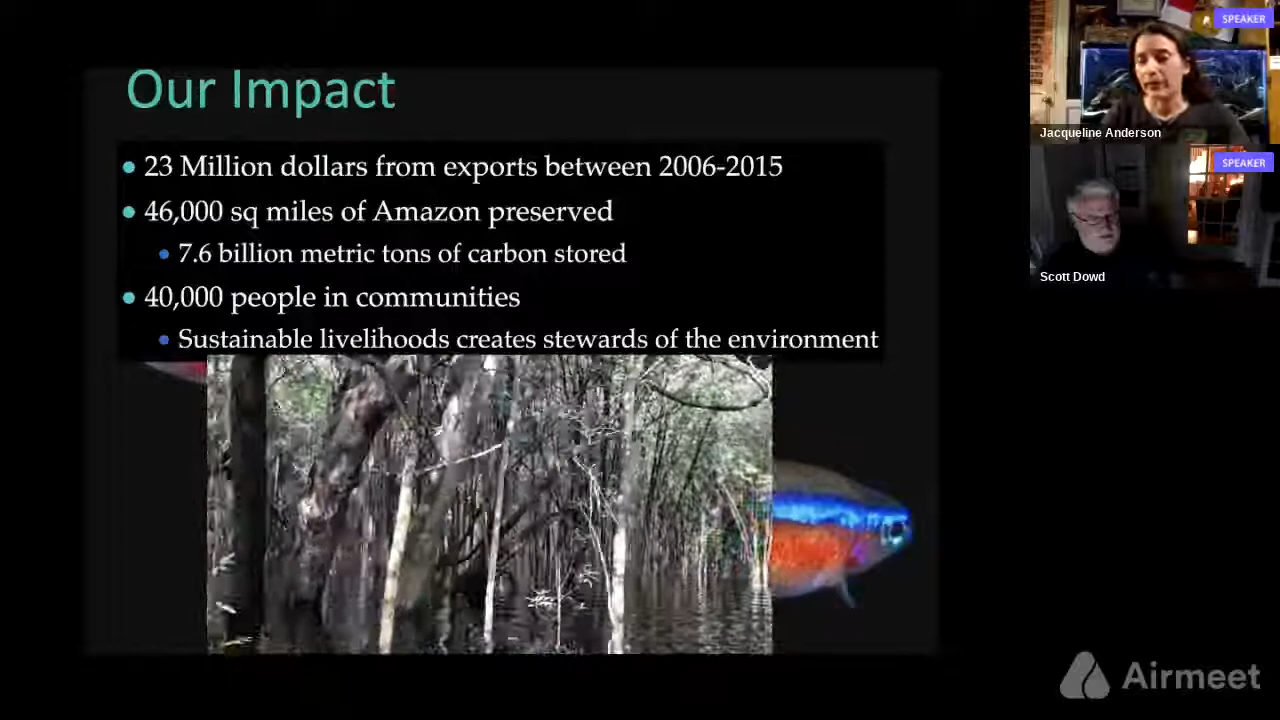 Our Impact
23 Million dollars from exports between 2006-2015
46,000 sq miles of Amazon preserved
7.6 billion metric tons of carbon stored
40,000 people in communities
Sustainable livelihoods creates stewards of the environment
SPEAKER
Jacqueline Anderson
SPEAKER
Scott Dowd
Airmeet